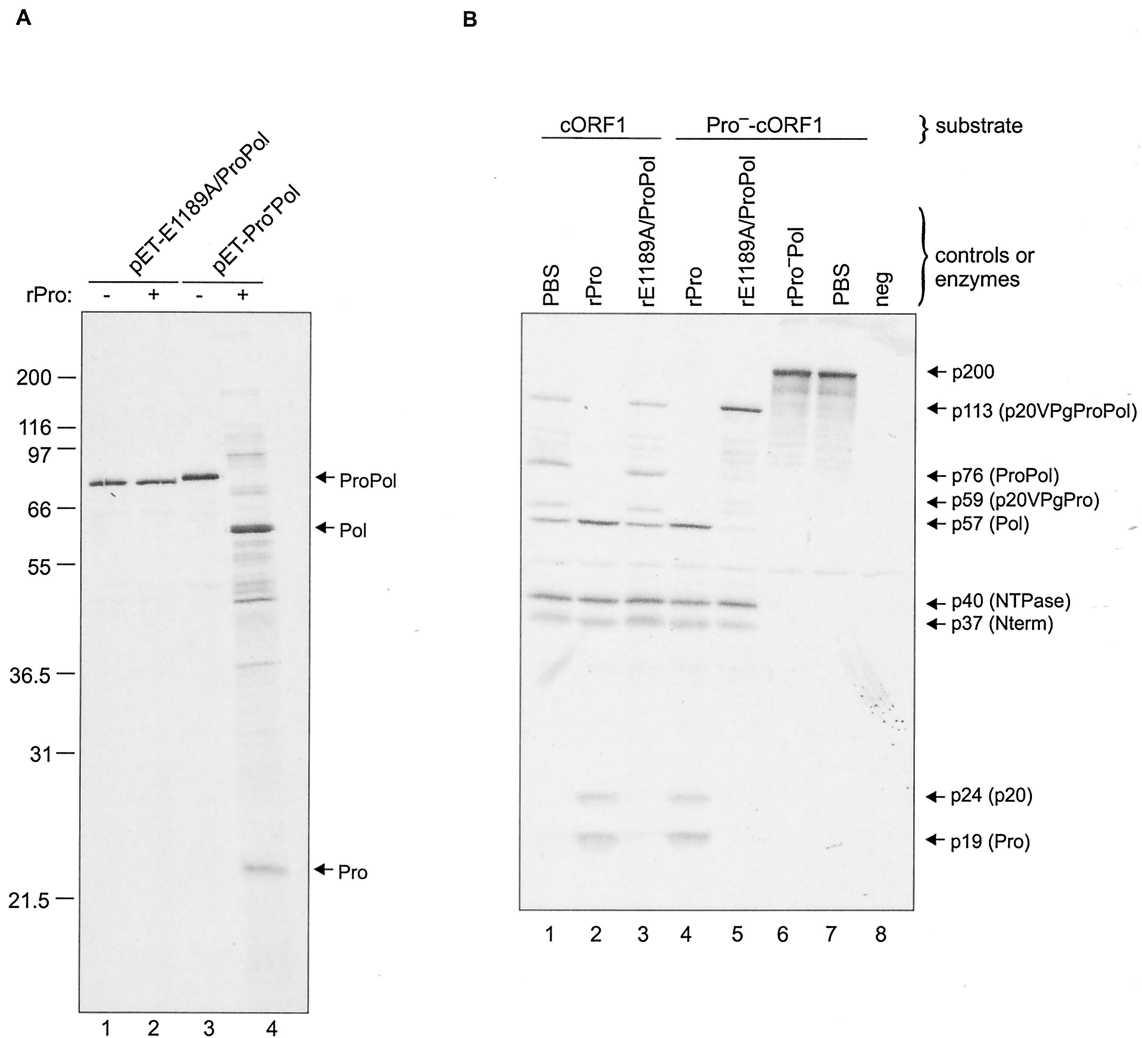 A
pET-E1189A/ProPol
pET-Pro⁻Pol
rPro: - + - +
200
116
97
66
55
36.5
31
21.5
ProPol
Pol
Pro
1 2 3 4
B
cORF1 Pro⁻-cORF1 } substrate
PBS
rPro
rE1189A/ProPol
rPro
rE1189A/ProPol
rPro⁻Pol
PBS
neg
controls or
enzymes
p200
p113 (p20VPgProPol)
p76 (ProPol)
p59 (p20VPgPro)
p57 (Pol)
p40 (NTPase)
p37 (Nterm)
p24 (p20)
p19 (Pro)
1 2 3 4 5 6 7 8